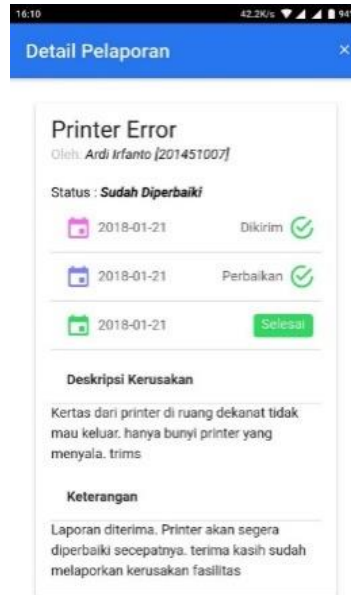 16:10 42.2K/s 94%
Detail Pelaporan ×
Printer Error
Oleh: Ardi Irfanto [201451007]
Status : Sudah Diperbaiki
2018-01-21 Dikirim
2018-01-21 Perbaikan
2018-01-21 Selesai
Deskripsi Kerusakan
Kertas dari printer di ruang dekanat tidak
mau keluar. hanya bunyi printer yang
menyala. trims
Keterangan
Laporan diterima. Printer akan segera
diperbaiki secepatnya. terima kasih sudah
melaporkan kerusakan fasilitas